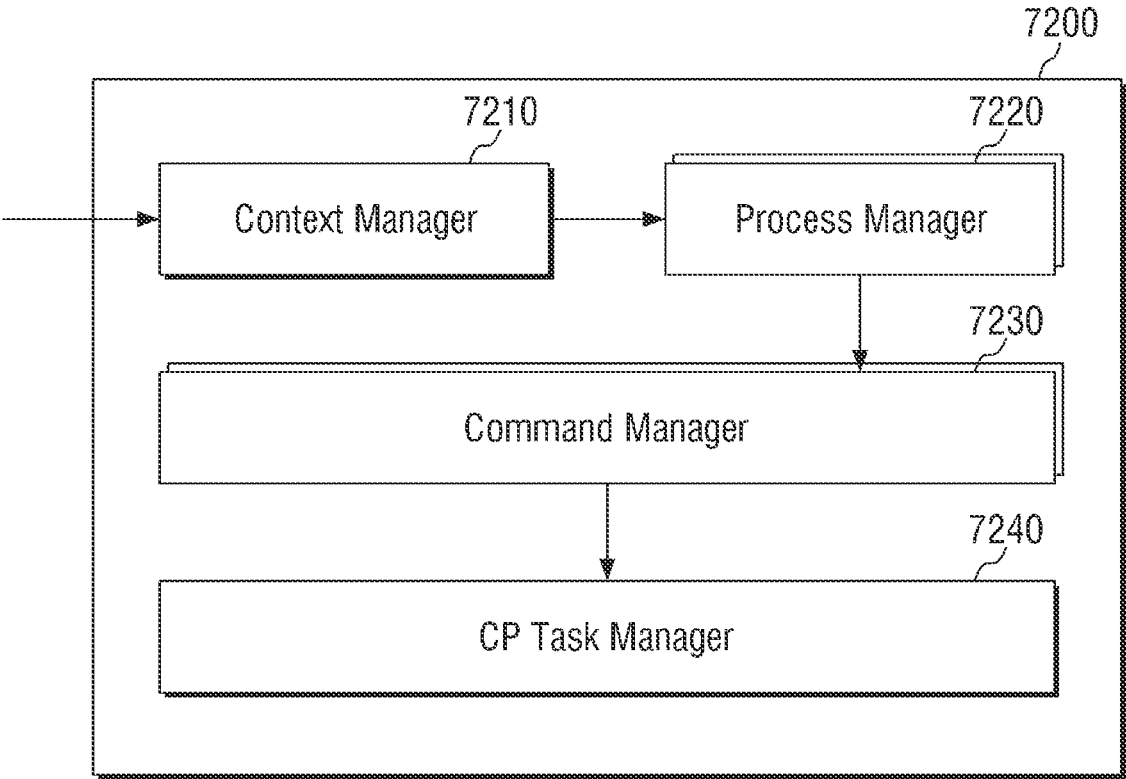 7200
7210
7220
Context Manager
Process Manager
7230
Command Manager
7240
CP Task Manager